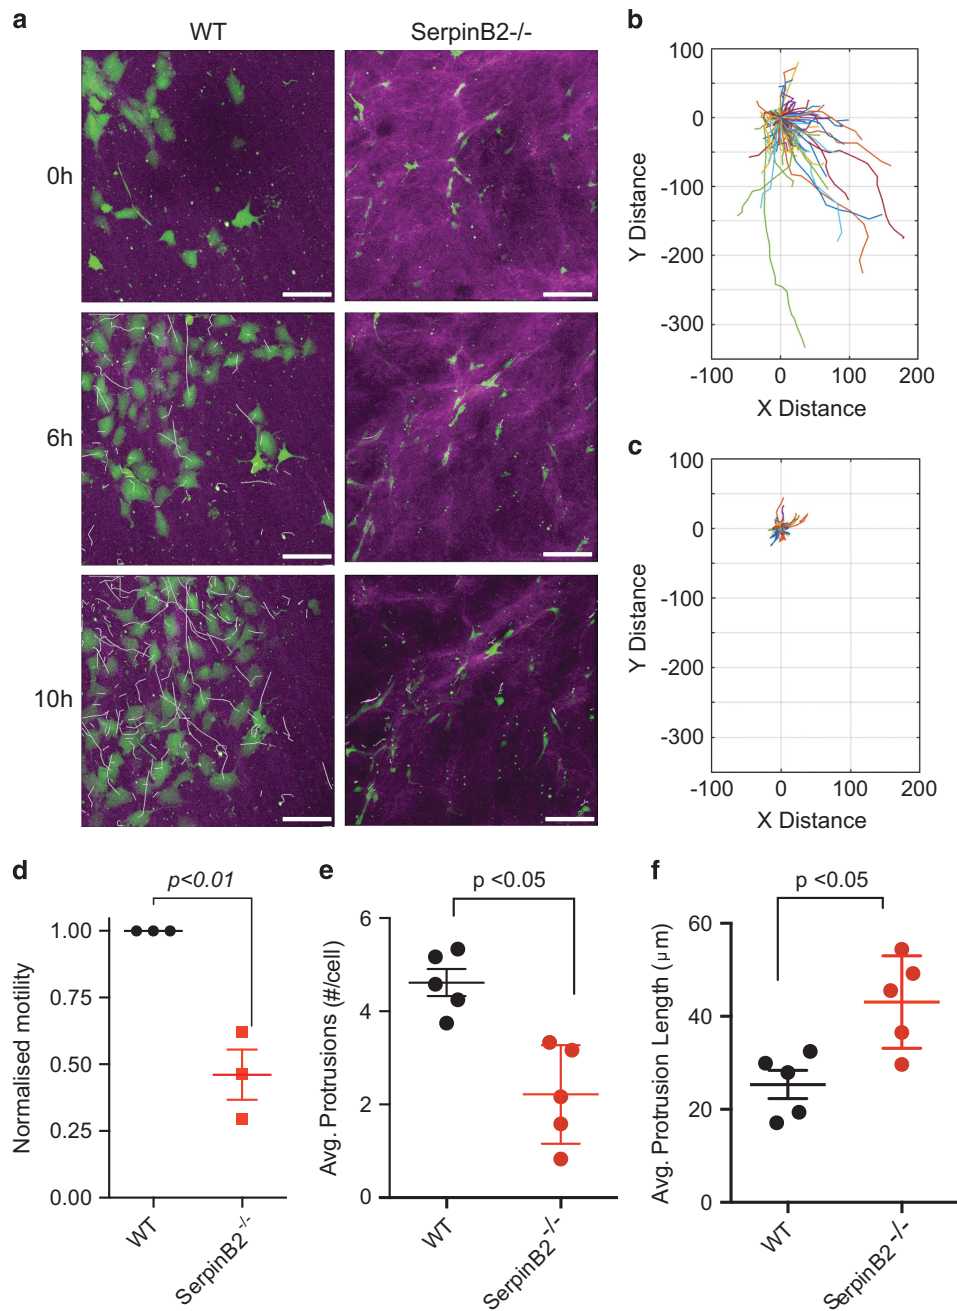 a
WT
SerpinB2-/-
0h
6h
10h
b
100
0
-100
-200
-300
Y Distance
-100
0
100
200
X Distance
c
100
0
-100
-200
-300
Y Distance
-100
0
100
200
X Distance
d
p<0.01
1.00
0.75
0.50
0.25
0.00
Normalised motility
WT
SerpinB2-/-
e
p <0.05
6
4
2
0
Avg. Protrusions (#/cell)
WT
SerpinB2-/-
f
p <0.05
60
40
20
0
Avg. Protrusion Length (μm)
WT
SerpinB2-/-